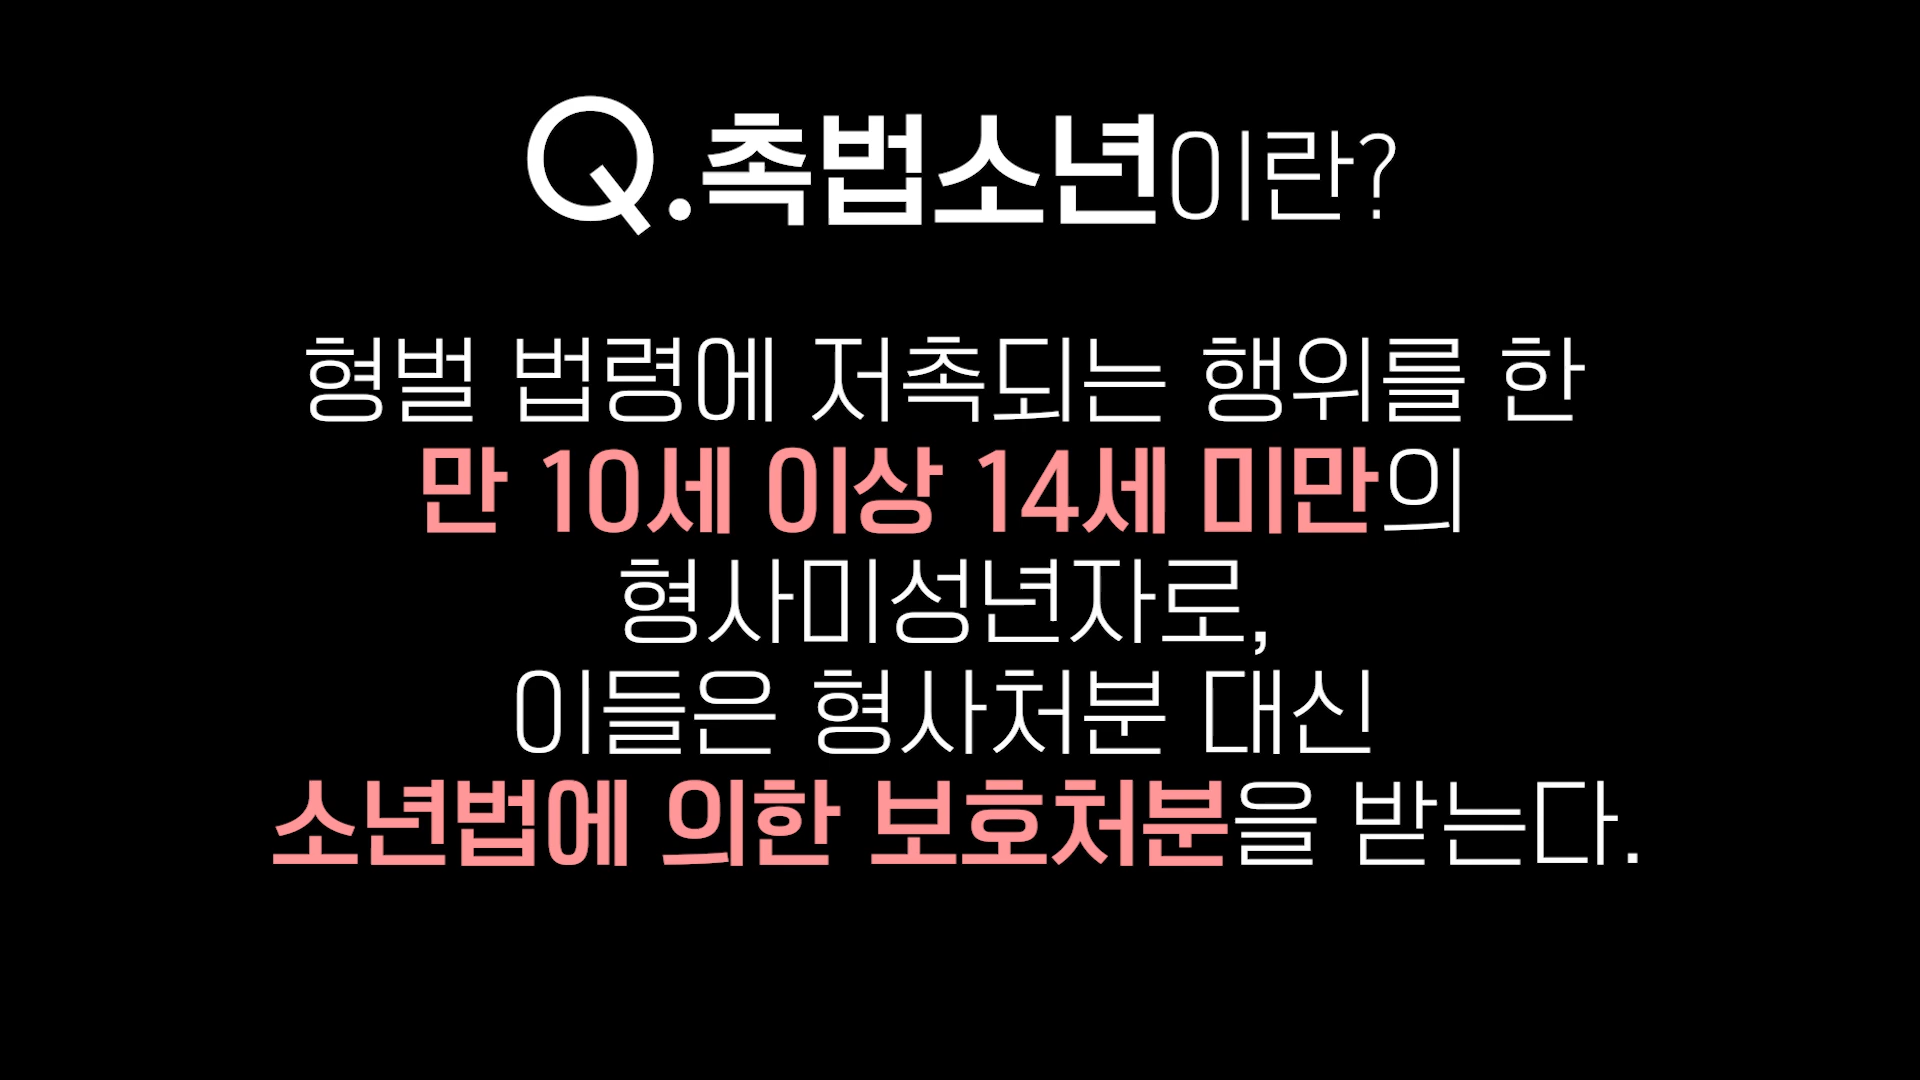 Q.촉법소년이란?
형벌 법령에 저촉되는 행위를 한
만 10세 이상 14세 미만의
형사미성년자로,
이들은 형사처분 대신
소년법에 의한 보호처분을 받는다.